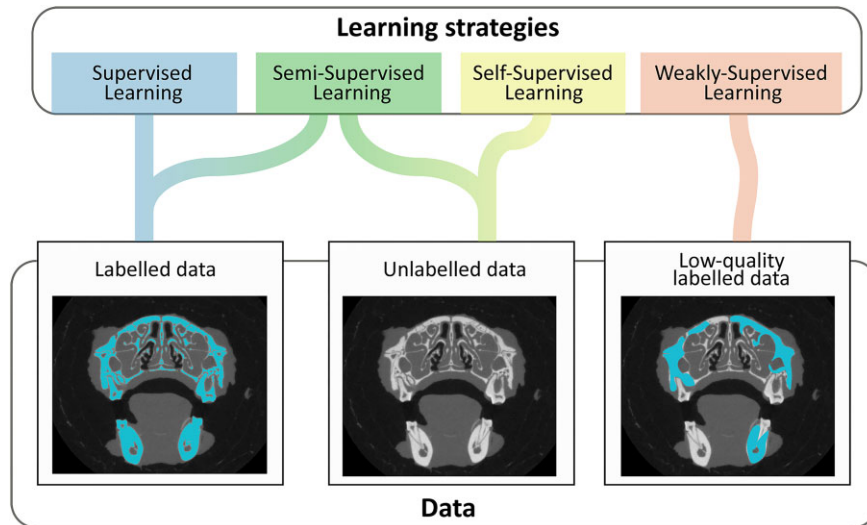 Learning strategies
Supervised
Learning
Semi-Supervised
Learning
Self-Supervised
Learning
Weakly-Supervised
Learning
Labelled data
Unlabelled data
Low-quality
labelled data
Data